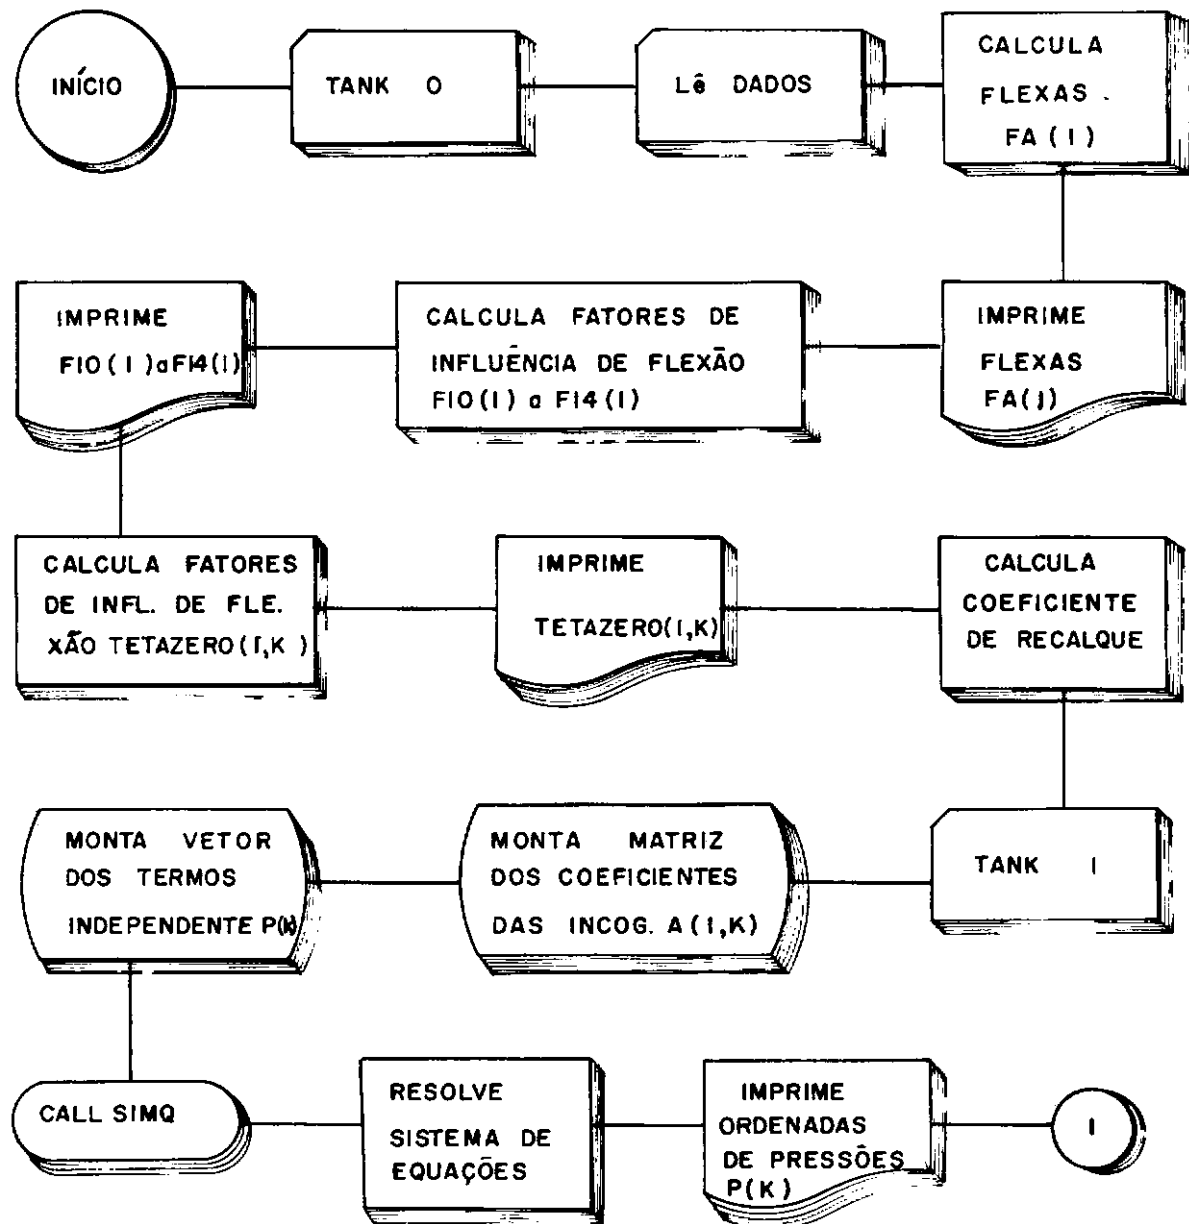 INÍCIO
TANK 0
Lê DADOS
CALCULA
FLEXAS.
FA(I)
IMPRIME
FLEXAS
FA(J)
CALCULA FATORES DE
INFLUÊNCIA DE FLEXÃO
FI0(I) a FI4(I)
IMPRIME
FI0(I) a FI4(I)
CALCULA FATORES
DE INFL. DE FLE.
XÃO TETAZERO(I,K)
IMPRIME
TETAZERO(I,K)
CALCULA
COEFICIENTE
DE RECALQUE
TANK I
MONTA MATRIZ
DOS COEFICIENTES
DAS INCOG. A(I,K)
MONTA VETOR
DOS TERMOS
INDEPENDENTE P(K)
CALL SIMQ
RESOLVE
SISTEMA DE
EQUAÇÕES
IMPRIME
ORDENADAS
DE PRESSÕES
P(K)
I